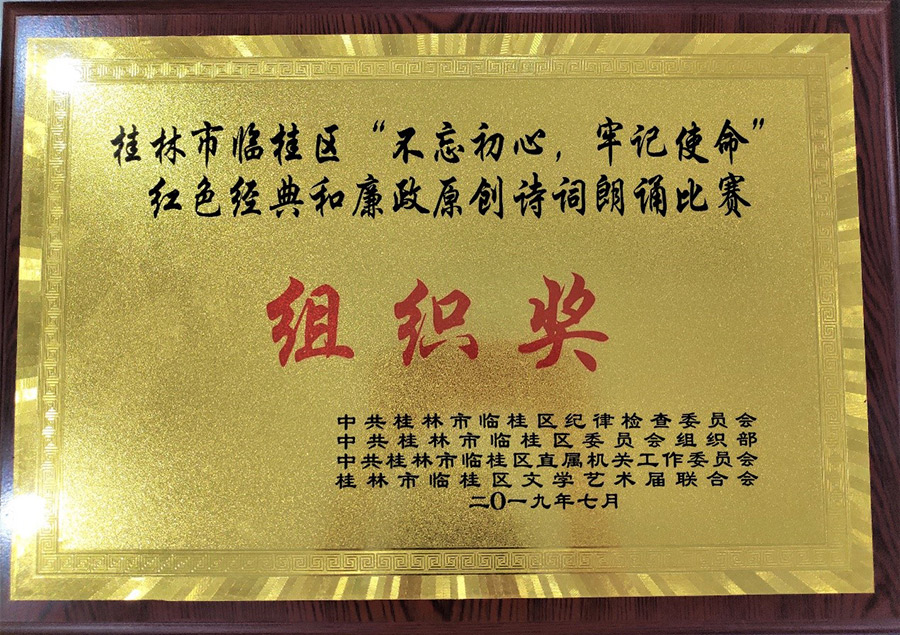 桂林市临桂区“不忘初心，牢记使命”
红色经典和廉政原创诗词朗诵比赛
组织奖
中共桂林市临桂区纪律检查委员会
中共桂林市临桂区委员会组织部
中共桂林市临桂区直属机关工作委员会
桂林市临桂区文学艺术届联合会
二0一九年七月